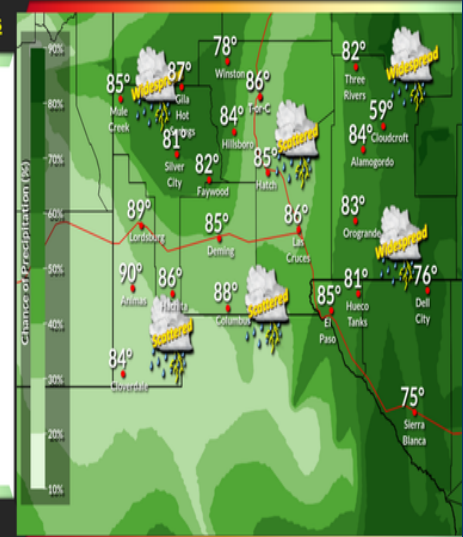 Chance of Precipitation (%)
90%
80%
70%
60%
50%
40%
30%
20%
10%
78°
Winston
82°
Three
Rivers
Widespread
85°
Mule
Creek
Widespread
87°
Gila
Hot
Springs
86°
T-or-C
59°
Cloudcroft
84°
Hillsboro
Scattered
84°
Alamogordo
81°
Silver
City
82°
Faywood
85°
Hatch
89°
Lordsburg
85°
Deming
86°
Las
Cruces
83°
Orogrande
Widespread
90°
Animas
86°
Hachita
Scattered
88°
Columbus
Scattered
85°
El
Paso
81°
Hueco
Tanks
76°
Dell
City
84°
Cloverdale
75°
Sierra
Blanca